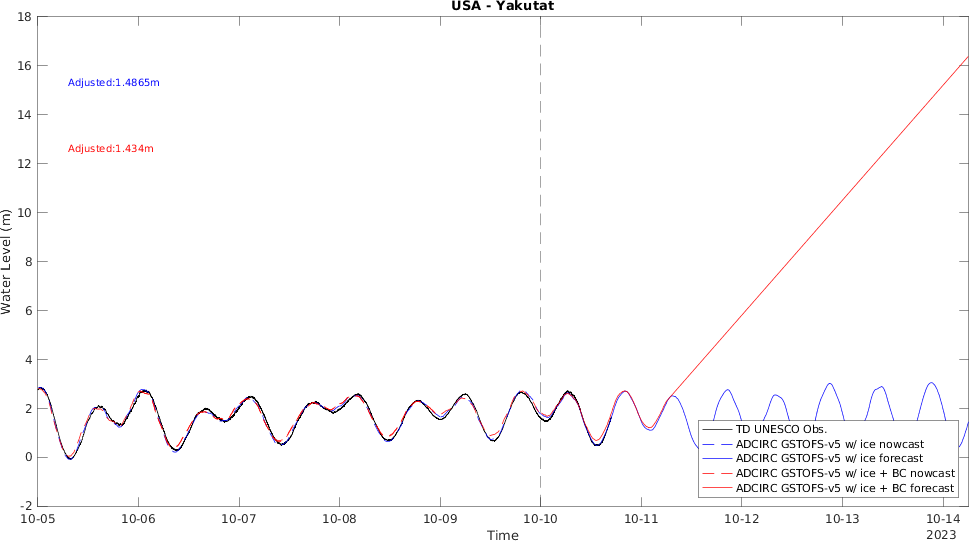 USA - Yakutat
18
16
14
12
10
8
6
4
2
0
-2
Water Level (m)
Adjusted:1.4865m
Adjusted:1.434m
TD UNESCO Obs.
ADCIRC GSTOFS-v5 w/ ice nowcast
ADCIRC GSTOFS-v5 w/ ice forecast
ADCIRC GSTOFS-v5 w/ ice + BC nowcast
ADCIRC GSTOFS-v5 w/ ice + BC forecast
10-05 10-06 10-07 10-08 10-09 10-10 10-11 10-12 10-13 10-14
2023
Time